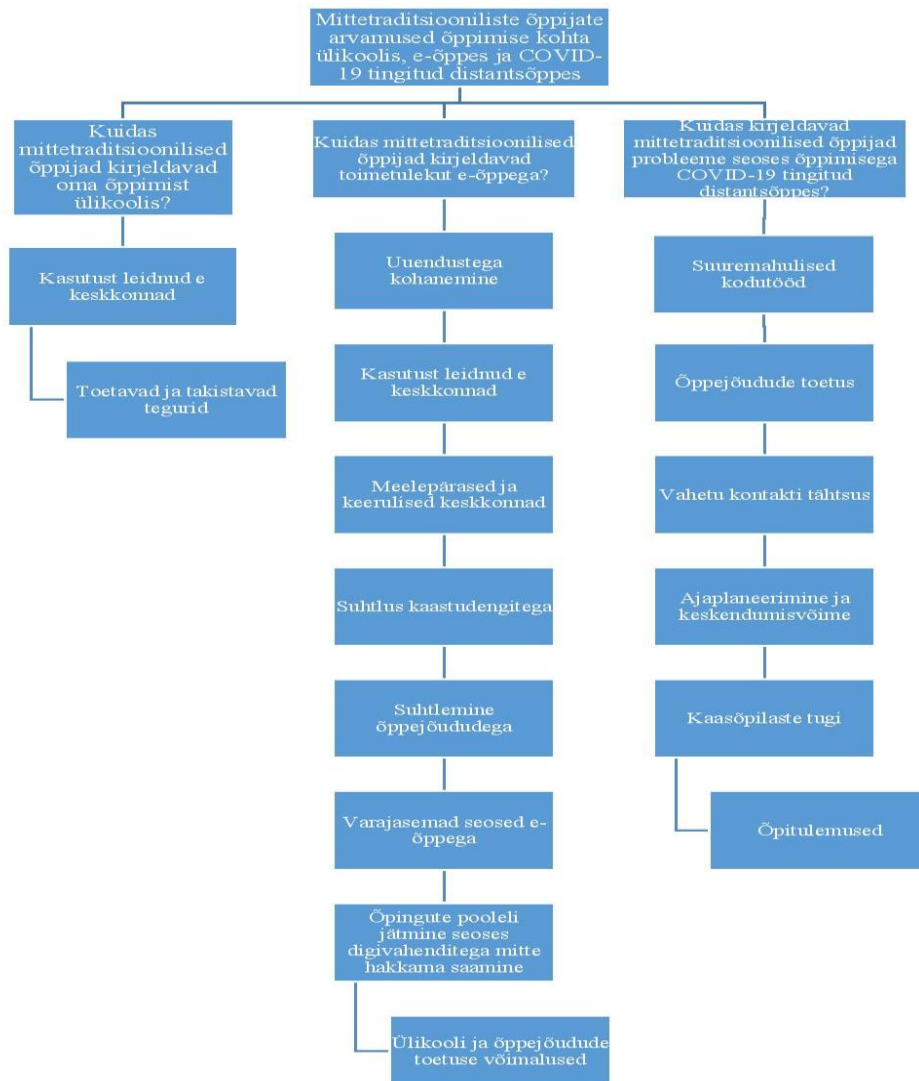 Mittetraditsiooniliste õppijate
arvamused õppimise kohta
ülikoolis, e-õppes ja COVID-
19 tingitud distantsõppes
Kuidas
mittetraditsioonilised
õppijad kirjeldavad
oma õppimist
ülikoolis?
Kasutust leidnud e
keskkonnad
Toetavad ja takistavad
tegurid
Kuidas mittetraditsioonilised
õppijad kirjeldavad
toimetulekut e-õppega?
Uuendustega
kohanemine
Kasutust leidnud e
keskkonnad
Meelepärased ja
keerulised keskkonnad
Suhtlus kaastudengitega
Suhtlemine
õppejõududega
Varajasemad seosed e-
õppega
Õpingute pooleli
jätmine seoses
digivahenditega mitte
hakkama saamine
Ülikooli ja õppejõudude
toetuse võimalused
Kuidas kirjeldavad
mittetraditsioonilised õppijad
probleeme seoses õppimisega
COVID-19 tingitud
distantsõppes?
Suuremahulised
kodutööd
Õppejõudude toetus
Vahetu kontakti tähtsus
Ajaplaneerimine ja
keskendumisvõime
Kaasõpilaste tugi
Õpitulemused